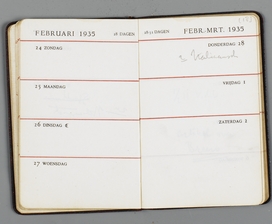 FEBRUARI 1935 28 DAGEN
24 ZONDAG
25 MAANDAG
26 DINSDAG
27 WOENSDAG
28-31 DAGEN FEBR.-MRT. 1935
DONDERDAG 28
VRIJDAG 1
ZATERDAG 2